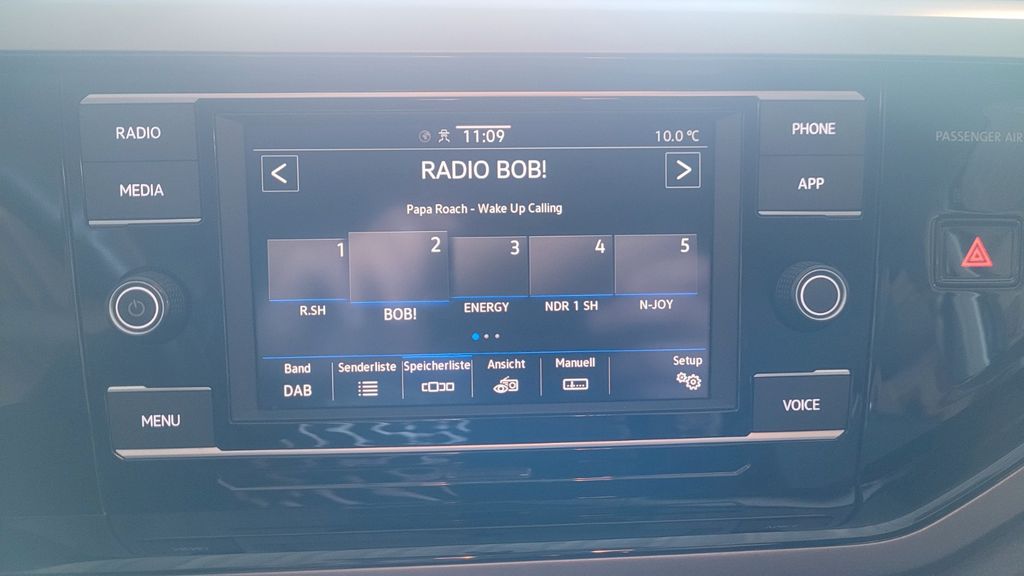 RADIO
MEDIA
MENU
11:09
10.0 °C
<
RADIO BOB!
>
Papa Roach - Wake Up Calling
1
2
3
4
5
R.SH
BOB!
ENERGY
NDR 1 SH
N-JOY
Band
DAB
Senderliste
Speicherliste
Ansicht
Manuell
Setup
PHONE
APP
VOICE
PASSENGER AIR